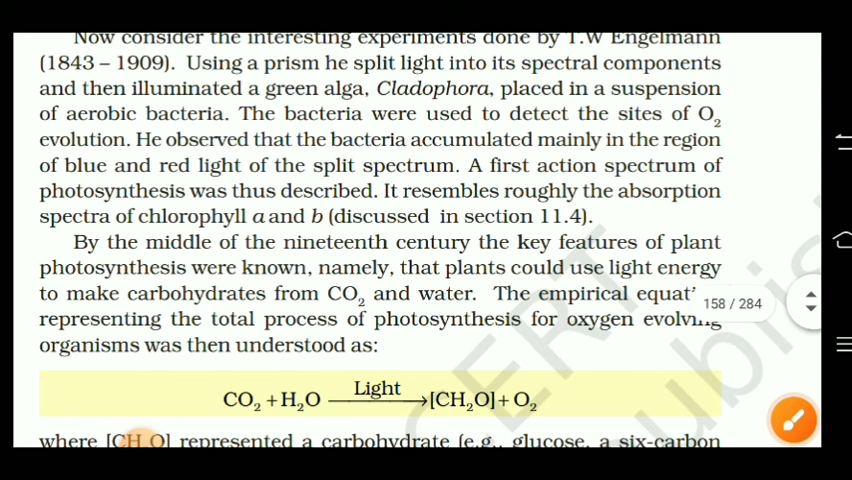 Now consider the interesting experiments done by T.W Engelmann
(1843 – 1909). Using a prism he split light into its spectral components
and then illuminated a green alga, Cladophora, placed in a suspension
of aerobic bacteria. The bacteria were used to detect the sites of O₂
evolution. He observed that the bacteria accumulated mainly in the region
of blue and red light of the split spectrum. A first action spectrum of
photosynthesis was thus described. It resembles roughly the absorption
spectra of chlorophyll a and b (discussed in section 11.4).
By the middle of the nineteenth century the key features of plant
photosynthesis were known, namely, that plants could use light energy
to make carbohydrates from CO₂ and water. The empirical equat
158 / 284
representing the total process of photosynthesis for oxygen evolving
organisms was then understood as:
Light
CO₂ + H₂O ⟶ [CH₂O] + O₂
where [CH₂O] represented a carbohydrate (e.g., glucose, a six-carbon